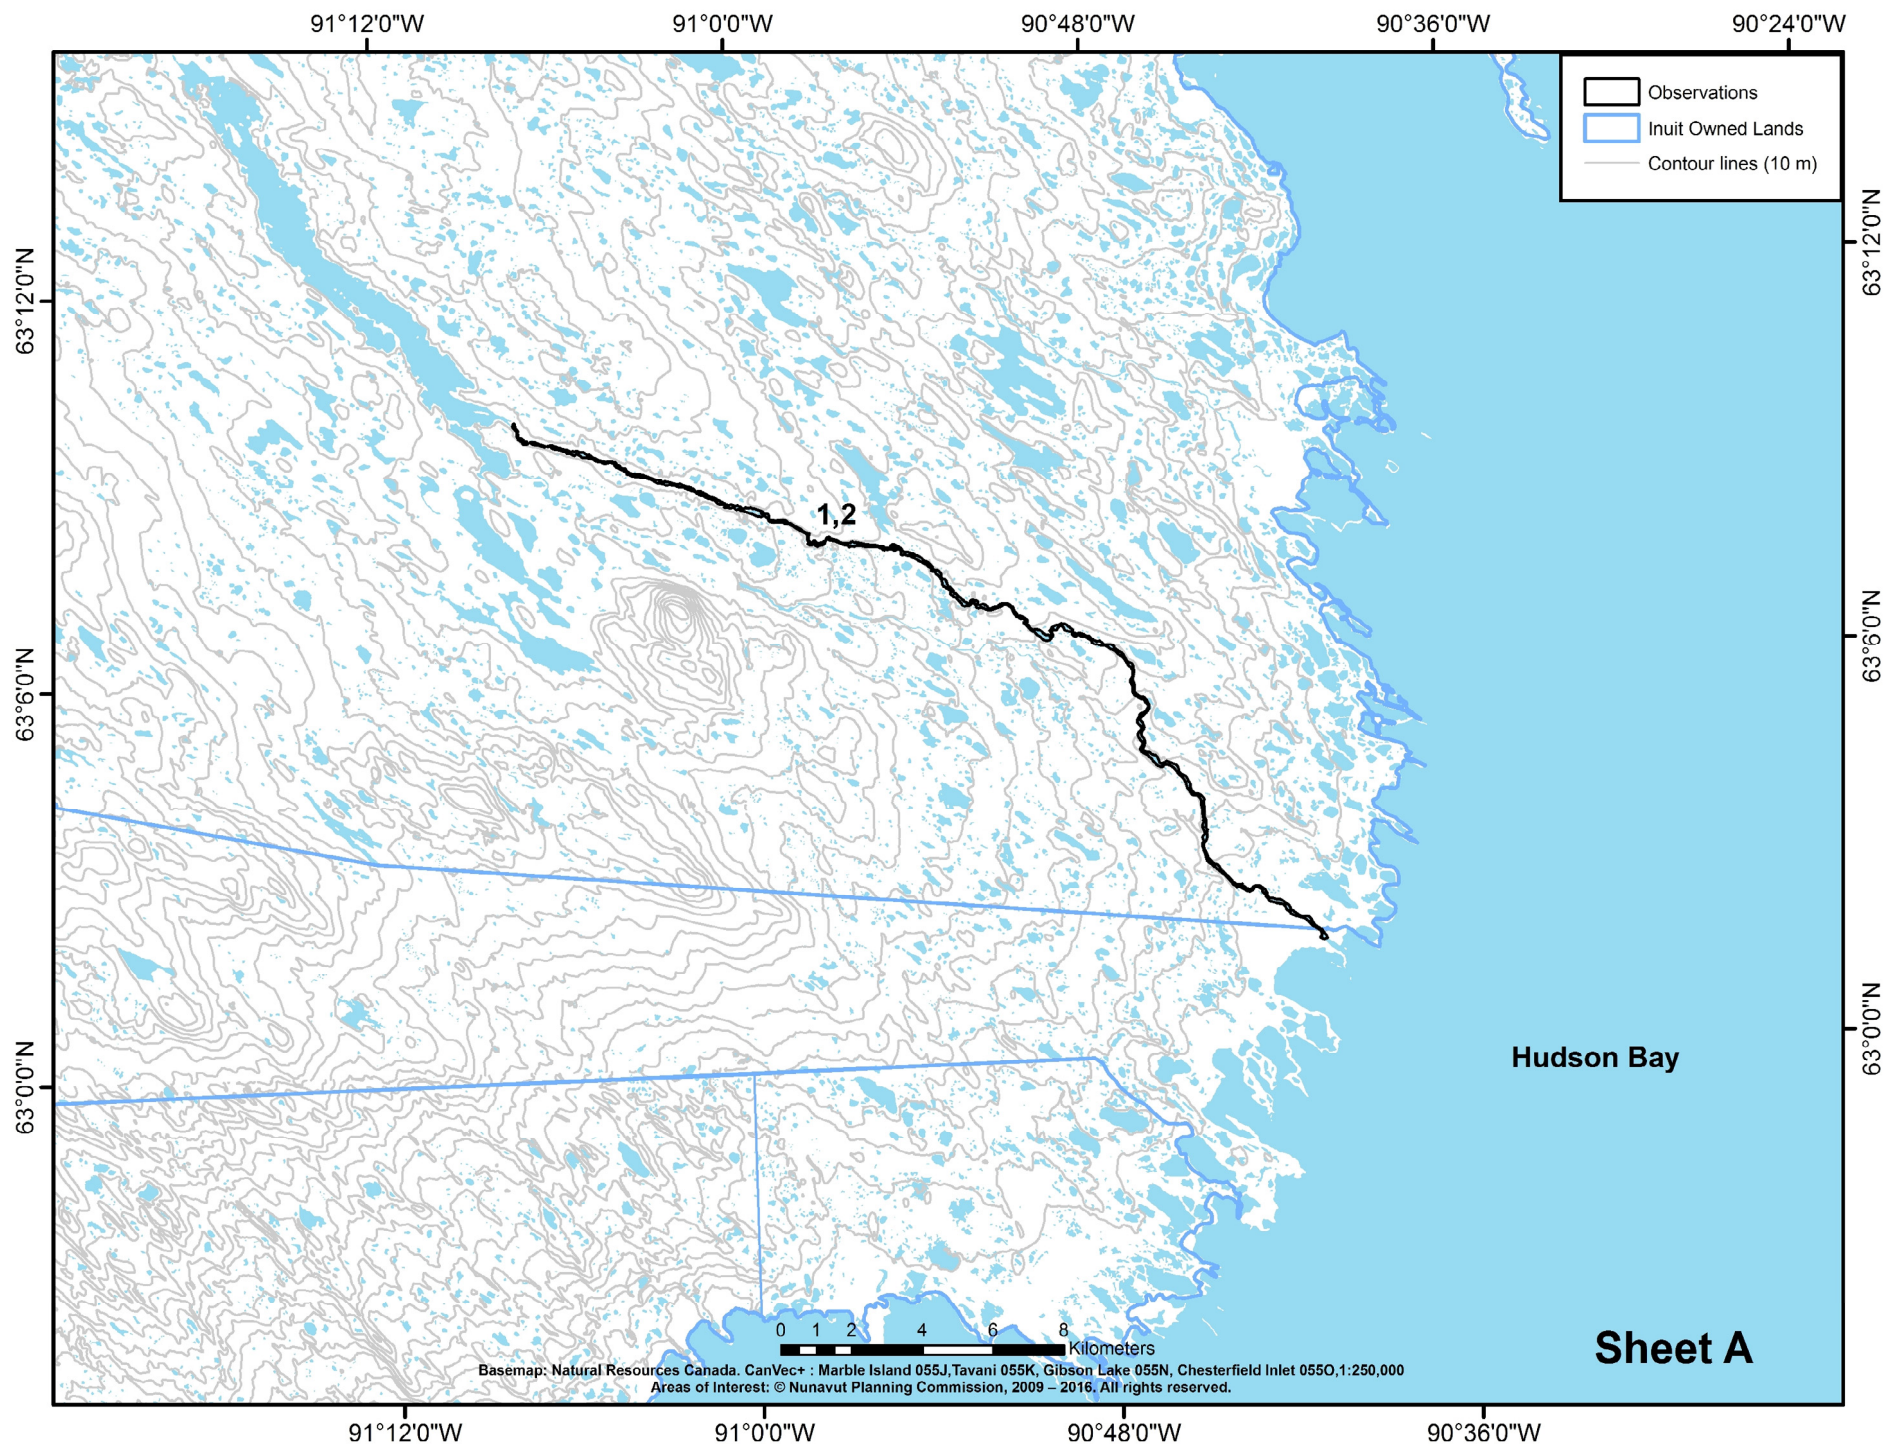 91°12'0"W 91°0'0"W 90°48'0"W 90°36'0"W 90°24'0"W
Observations
Inuit Owned Lands
Contour lines (10 m)
63°12'0"N
63°12'0"N
1,2
63°6'0"N
63°6'0"N
63°0'0"N
Hudson Bay
63°0'0"N
0 1 2 4 6 8
Kilometers
Sheet A
Basemap: Natural Resources Canada. CanVec+ : Marble Island 055J,Tavani 055K, Gibson Lake 055N, Chesterfield Inlet 055O,1:250,000
Areas of Interest: © Nunavut Planning Commission, 2009 – 2016. All rights reserved.
91°12'0"W 91°0'0"W 90°48'0"W 90°36'0"W